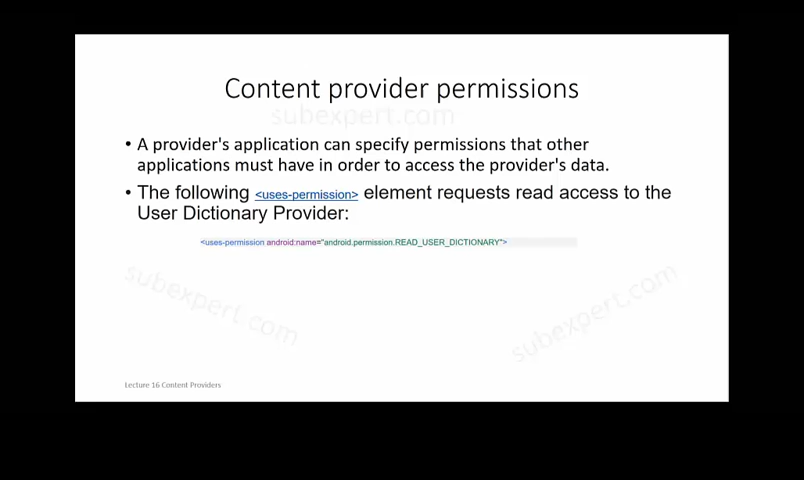 Content provider permissions
subexpert.com
• A provider's application can specify permissions that other
applications must have in order to access the provider's data.
• The following <uses-permission> element requests read access to the
User Dictionary Provider:
<uses-permission android:name="android.permission.READ_USER_DICTIONARY">
subexpert.com
subexpert.com
Lecture 16 Content Providers